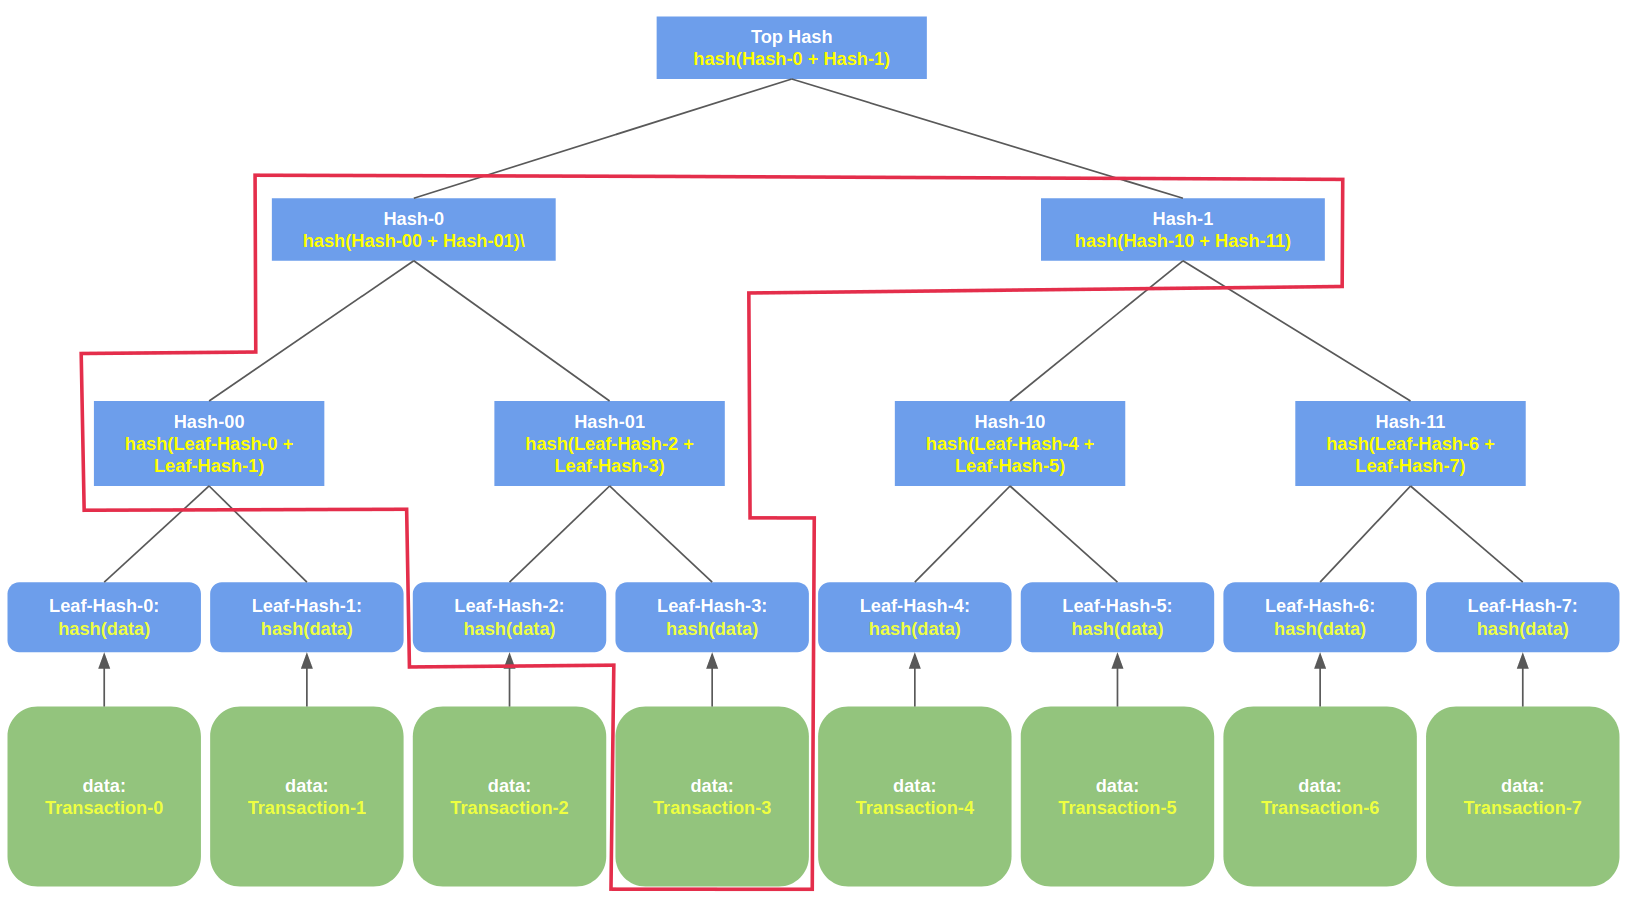 Top Hash
hash(Hash-0 + Hash-1)
Hash-0
hash(Hash-00 + Hash-01)\
Hash-1
hash(Hash-10 + Hash-11)
Hash-00
hash(Leaf-Hash-0 +
Leaf-Hash-1)
Hash-01
hash(Leaf-Hash-2 +
Leaf-Hash-3)
Hash-10
hash(Leaf-Hash-4 +
Leaf-Hash-5)
Hash-11
hash(Leaf-Hash-6 +
Leaf-Hash-7)
Leaf-Hash-0:
hash(data)
Leaf-Hash-1:
hash(data)
Leaf-Hash-2:
hash(data)
Leaf-Hash-3:
hash(data)
Leaf-Hash-4:
hash(data)
Leaf-Hash-5:
hash(data)
Leaf-Hash-6:
hash(data)
Leaf-Hash-7:
hash(data)
data:
Transaction-0
data:
Transaction-1
data:
Transaction-2
data:
Transaction-3
data:
Transaction-4
data:
Transaction-5
data:
Transaction-6
data:
Transaction-7